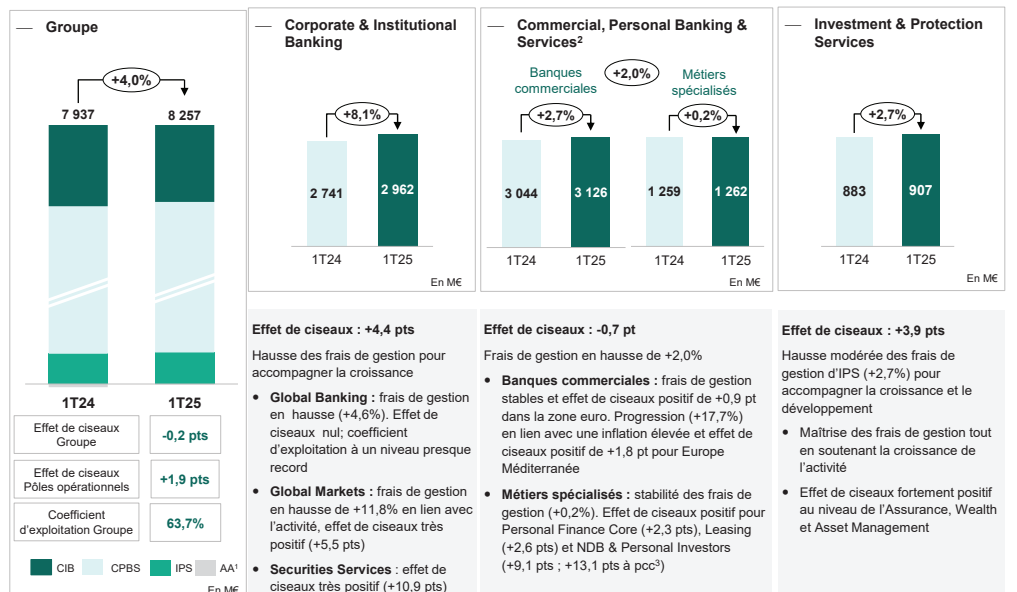 Groupe
+4,0%
7 937
8 257
1T24
1T25
Effet de ciseaux
Groupe
-0,2 pts
Effet de ciseaux
Pôles opérationnels
+1,9 pts
Coefficient
d'exploitation Groupe
63,7%
CIB
CPBS
IPS
AA¹
En M€
Corporate & Institutional
Banking
+8,1%
2 741
2 962
1T24
1T25
En M€
Effet de ciseaux : +4,4 pts
Hausse des frais de gestion pour
accompagner la croissance
• Global Banking : frais de gestion
en hausse (+4,6%). Effet de
ciseaux nul; coefficient
d'exploitation à un niveau presque
record
• Global Markets : frais de gestion
en hausse de +11,8% en lien avec
l'activité, effet de ciseaux très
positif (+5,5 pts)
• Securities Services : effet de
ciseaux très positif (+10,9 pts)
Commercial, Personal Banking &
Services²
Banques
commerciales
+2,0%
Métiers
spécialisés
+2,7%
+0,2%
3 044
3 126
1 259
1 262
1T24
1T25
1T24
1T25
En M€
Effet de ciseaux : -0,7 pt
Frais de gestion en hausse de +2,0%
• Banques commerciales : frais de gestion
stables et effet de ciseaux positif de +0,9 pt
dans la zone euro. Progression (+17,7%)
en lien avec une inflation élevée et effet de
ciseaux positif de +1,8 pt pour Europe
Méditerranée
• Métiers spécialisés : stabilité des frais de
gestion (+0,2%). Effet de ciseaux positif pour
Personal Finance Core (+2,3 pts), Leasing
(+2,6 pts) et NDB & Personal Investors
(+9,1 pts ; +13,1 pts à pcc³)
Investment & Protection
Services
+2,7%
883
907
1T24
1T25
En M€
Effet de ciseaux : +3,9 pts
Hausse modérée des frais de
gestion d'IPS (+2,7%) pour
accompagner la croissance et le
développement
• Maîtrise des frais de gestion tout
en soutenant la croissance de
l'activité
• Effet de ciseaux fortement positif
au niveau de l'Assurance, Wealth
et Asset Management